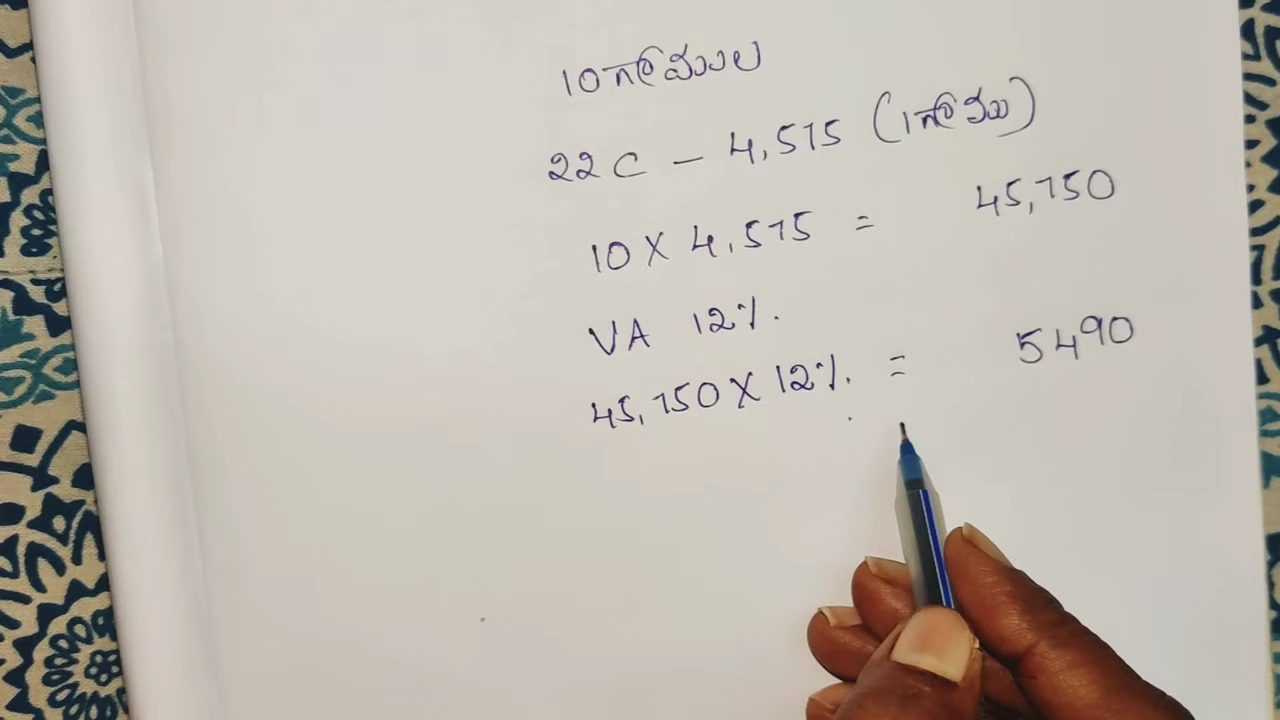 10గ్రాముల
22C - 4,575 (1గ్రాము)
10 X 4,575 = 45,750
VA 12%.
45,750 X 12%. = 5490